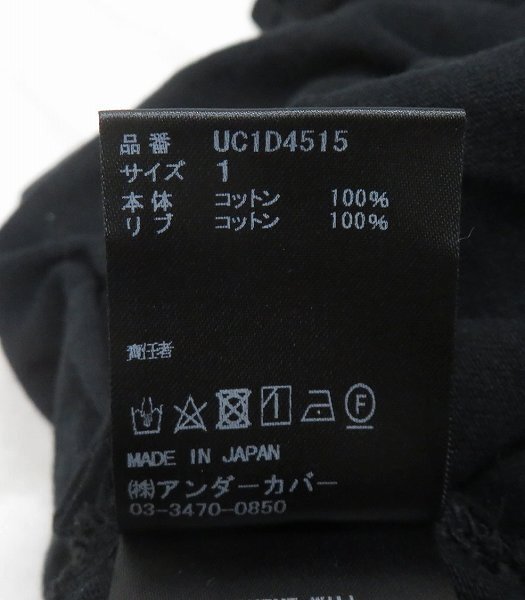 品番 UC1D4515
サイズ 1
本体 コットン 100%
リブ コットン 100%
責任者
F
MADE IN JAPAN
㈱アンダーカバー
03-3470-0850